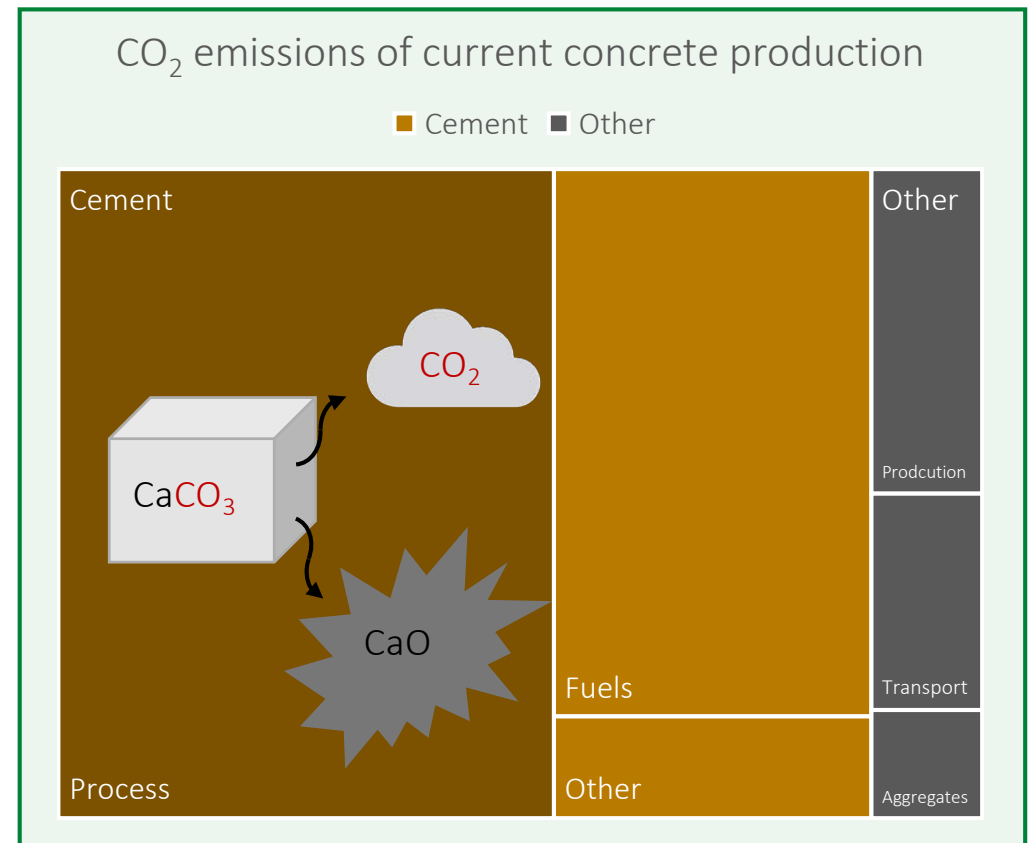 CO₂ emissions of current concrete production
Cement Other
Cement
Other
CO₂
CaCO₃
Prodcution
CaO
Fuels
Transport
Process
Other
Aggregates